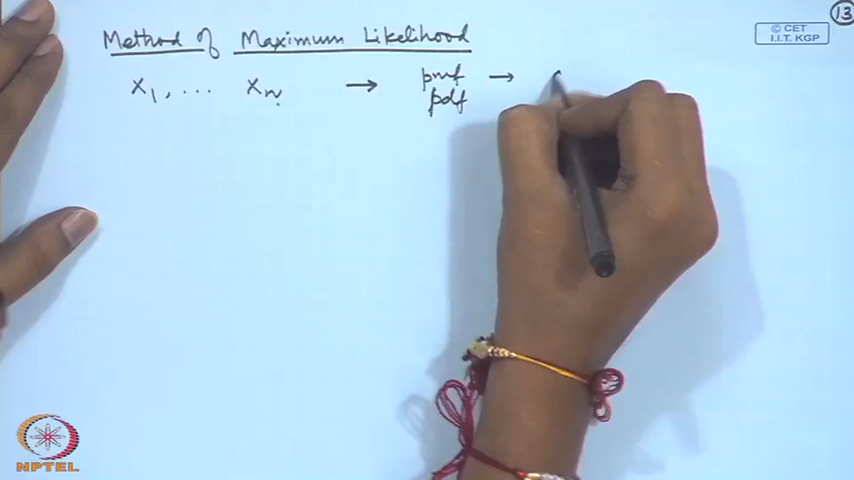 13
© CET
I.I.T. KGP
Method of Maximum Likelihood
X1, ... Xn → pmf →
pdf
NPTEL